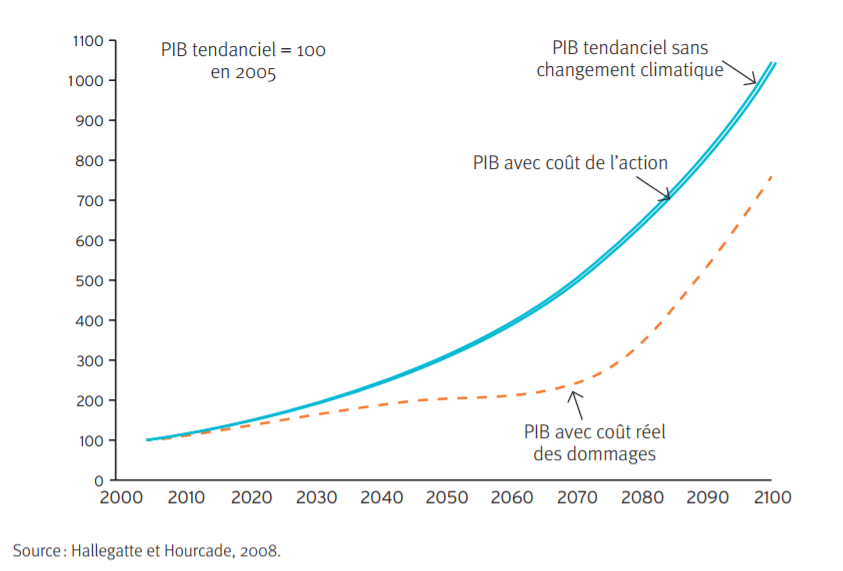 1100
1000
900
800
700
600
500
400
300
200
100
0
2000 2010 2020 2030 2040 2050 2060 2070 2080 2090 2100
PIB tendanciel = 100
en 2005
PIB tendanciel sans
changement climatique
PIB avec coût de l’action
PIB avec coût réel
des dommages
Source : Hallegatte et Hourcade, 2008.